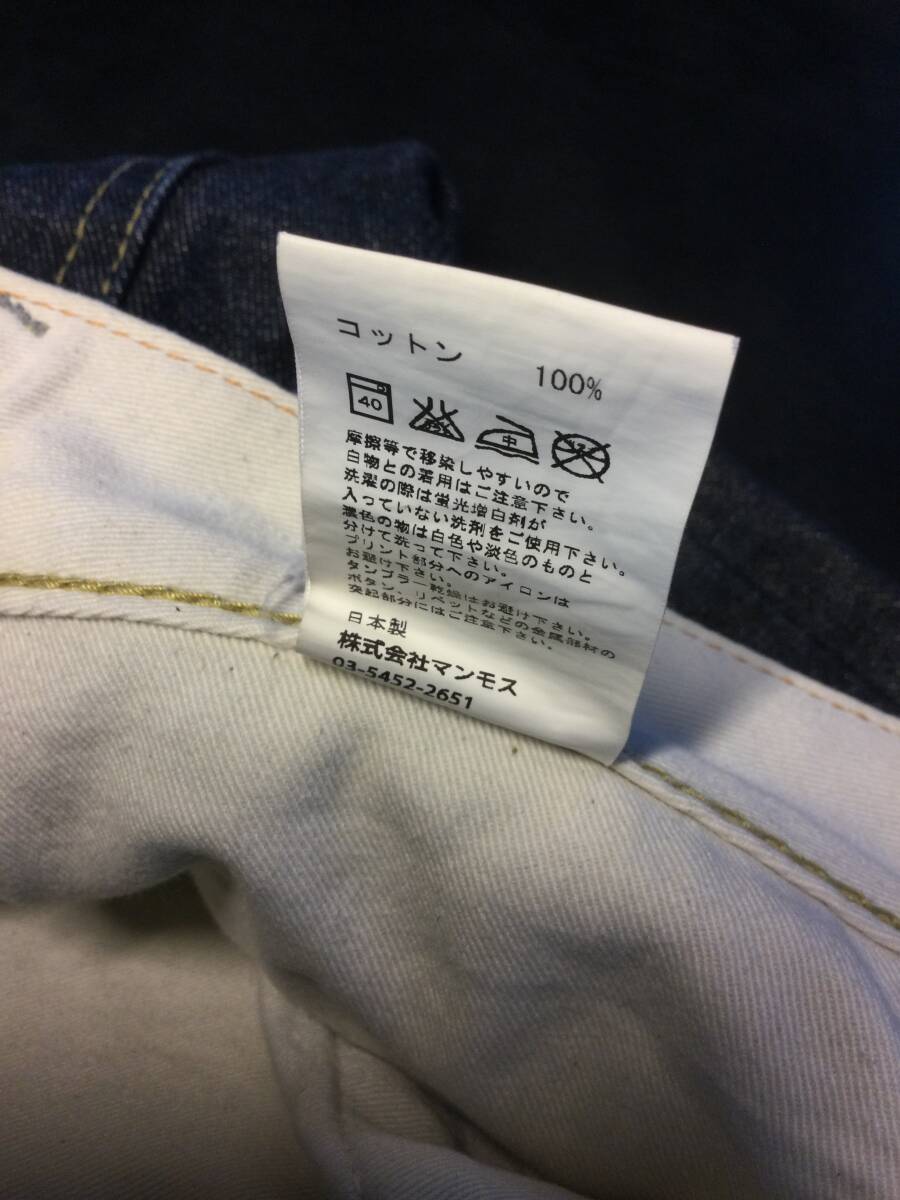 コットン 100%
40
中
摩擦等で移染しやすいので
白物との着用はご注意下さい。
洗濯の際は蛍光増白剤が
入っていない洗剤をご使用下さい。
濃色の物は白色や淡色のものと
分けて洗って下さい。
プリント部分へのアイロンは
お避け下さい。
タンブラー乾燥はお避け下さい。
ボタン、リベットなどの金属部材の
突起部分にはご注意下さい。
日本製
株式会社マンモス
03-5452-2651